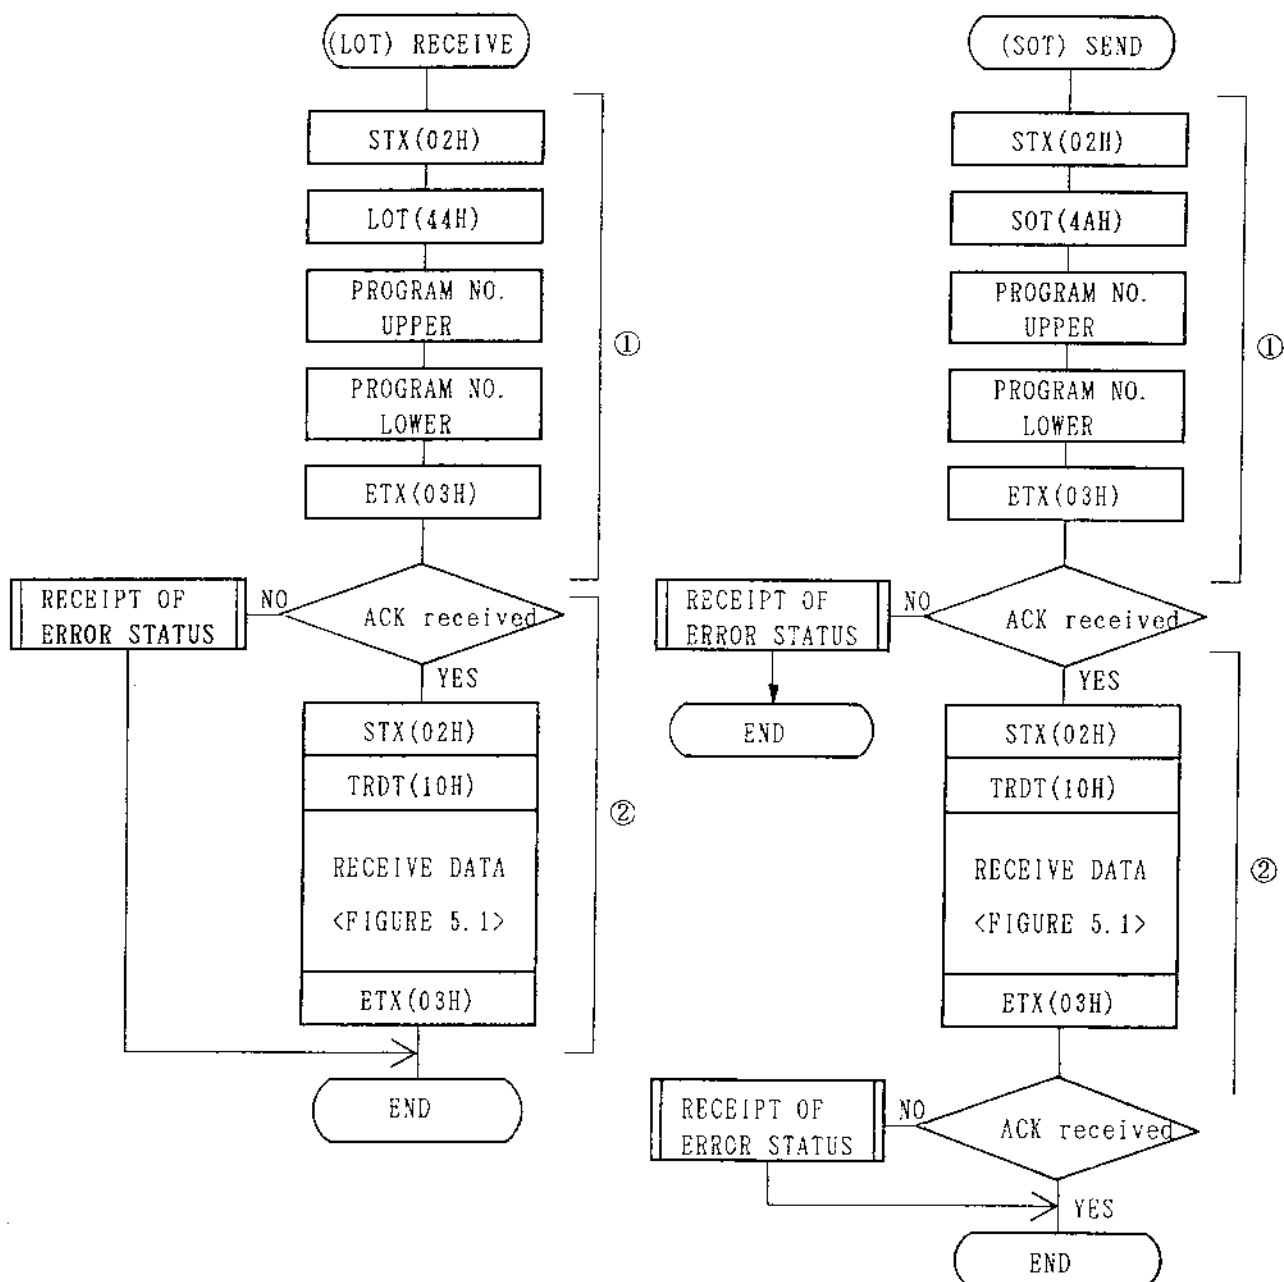 (LOT) RECEIVE
STX(02H)
LOT(44H)
PROGRAM NO.
UPPER
PROGRAM NO.
LOWER
ETX(03H)
①
RECEIPT OF
ERROR STATUS
NO
ACK received
YES
STX(02H)
TRDT(10H)
RECEIVE DATA
<FIGURE 5.1>
ETX(03H)
②
END
(SOT) SEND
STX(02H)
SOT(4AH)
PROGRAM NO.
UPPER
PROGRAM NO.
LOWER
ETX(03H)
①
RECEIPT OF
ERROR STATUS
NO
ACK received
END
YES
STX(02H)
TRDT(10H)
RECEIVE DATA
<FIGURE 5.1>
ETX(03H)
②
RECEIPT OF
ERROR STATUS
NO
ACK received
YES
END